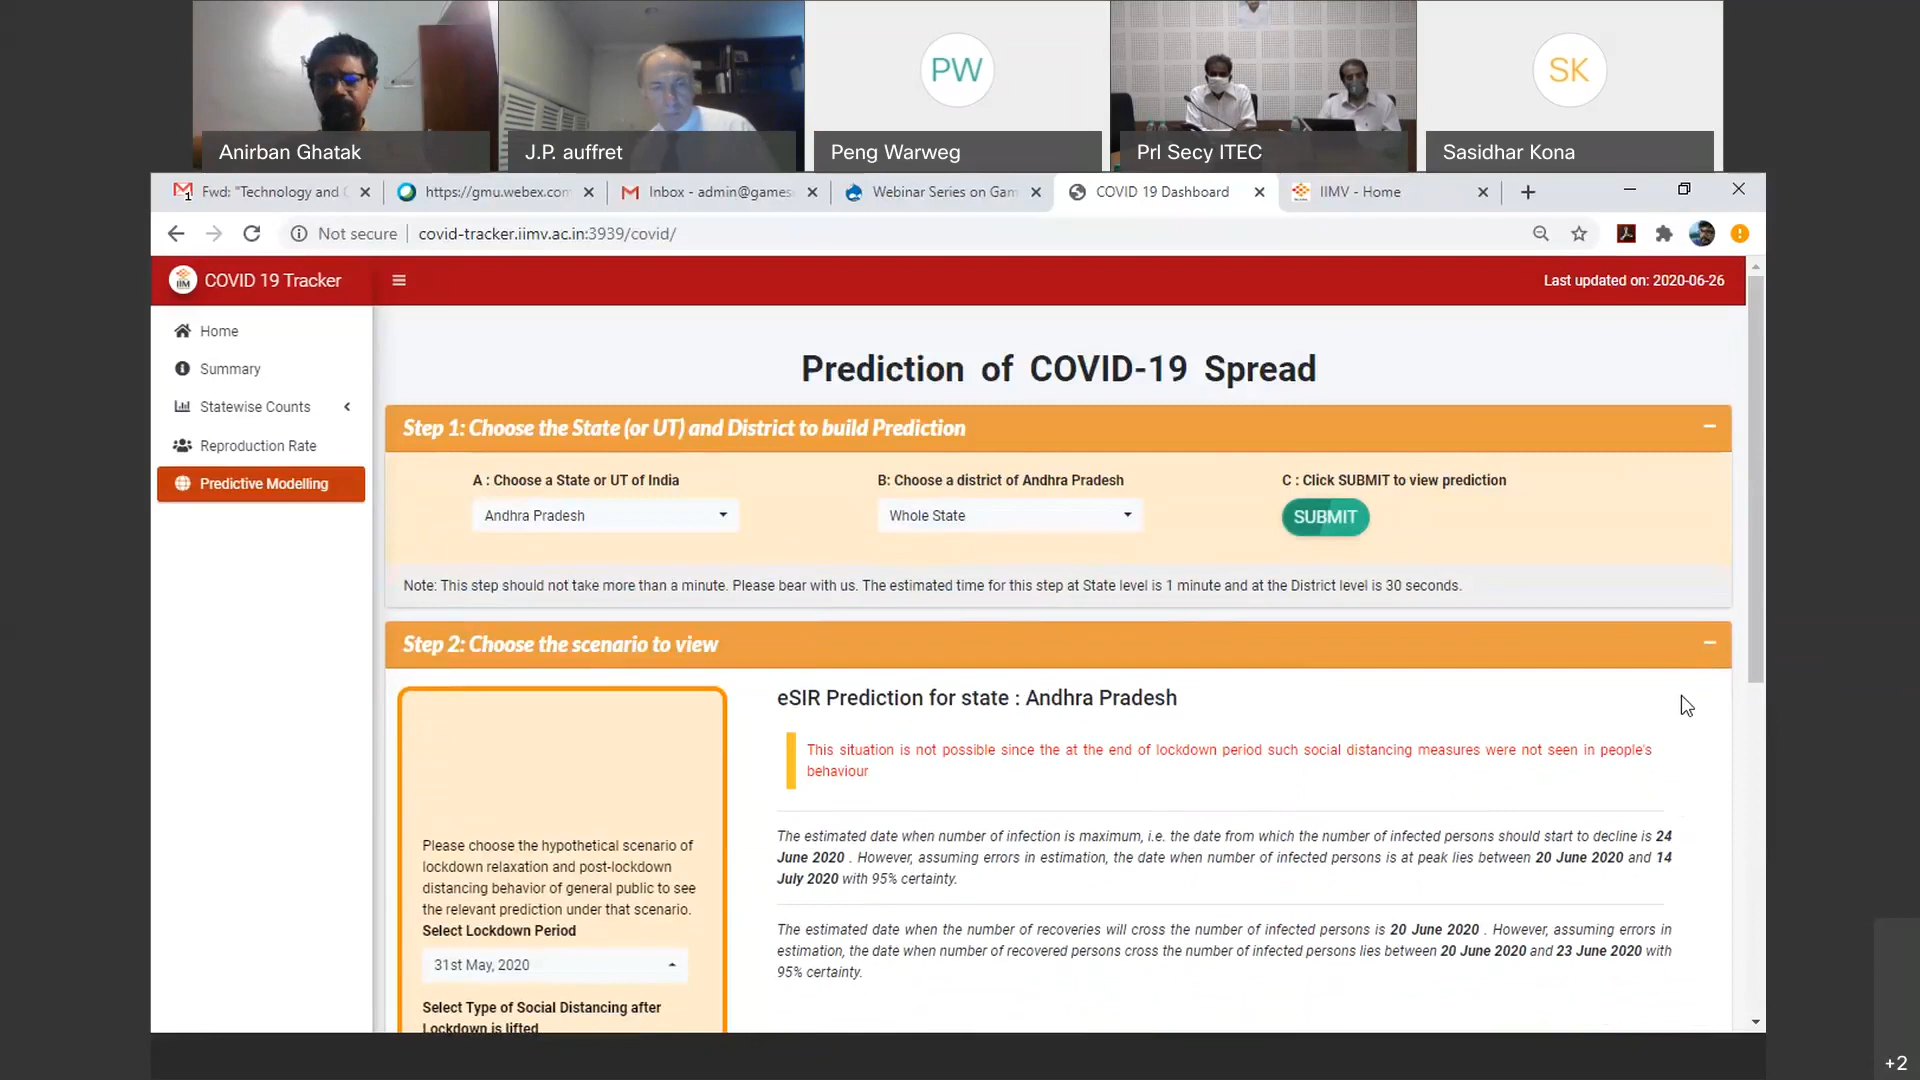 PW
SK
Anirban Ghatak
J.P. auffret
Peng Warweg
Prl Secy ITEC
Sasidhar Kona
Fwd: "Technology and
https://gmu.webex.com
Inbox - admin@games
Webinar Series on Gam
COVID 19 Dashboard
IIMV - Home
Not secure
covid-tracker.iimv.ac.in:3939/covid/
IIM
COVID 19 Tracker
Last updated on: 2020-06-26
Home
Summary
Statewise Counts
Reproduction Rate
Predictive Modelling
Prediction of COVID-19 Spread
Step 1: Choose the State (or UT) and District to build Prediction
A : Choose a State or UT of India
B: Choose a district of Andhra Pradesh
C : Click SUBMIT to view prediction
Andhra Pradesh
Whole State
SUBMIT
Note: This step should not take more than a minute. Please bear with us. The estimated time for this step at State level is 1 minute and at the District level is 30 seconds.
Step 2: Choose the scenario to view
eSIR Prediction for state : Andhra Pradesh
This situation is not possible since the at the end of lockdown period such social distancing measures were not seen in people's
behaviour
The estimated date when number of infection is maximum, i.e. the date from which the number of infected persons should start to decline is 24
June 2020 . However, assuming errors in estimation, the date when number of infected persons is at peak lies between 20 June 2020 and 14
July 2020 with 95% certainty.
The estimated date when the number of recoveries will cross the number of infected persons is 20 June 2020 . However, assuming errors in
estimation, the date when number of recovered persons cross the number of infected persons lies between 20 June 2020 and 23 June 2020 with
95% certainty.
Please choose the hypothetical scenario of
lockdown relaxation and post-lockdown
distancing behavior of general public to see
the relevant prediction under that scenario.
Select Lockdown Period
31st May, 2020
Select Type of Social Distancing after
Lockdown is lifted
+2